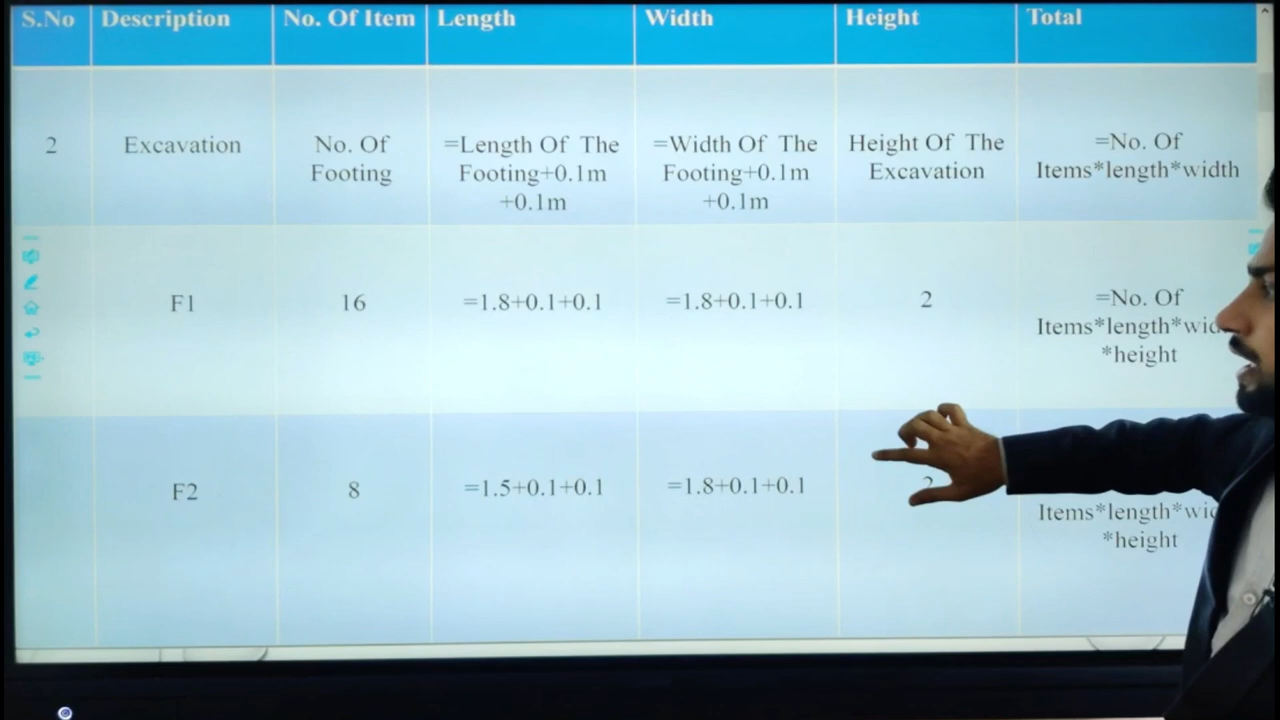 S.No Description No. Of Item Length Width Height Total
2 Excavation No. Of =Length Of The =Width Of The Height Of The =No. Of
Footing Footing+0.1m Footing+0.1m Excavation Items*length*width
+0.1m +0.1m
F1 16 =1.8+0.1+0.1 =1.8+0.1+0.1 2 =No. Of
Items*length*
*height
F2 8 =1.5+0.1+0.1 =1.8+0.1+0.1
Items*length*
*height